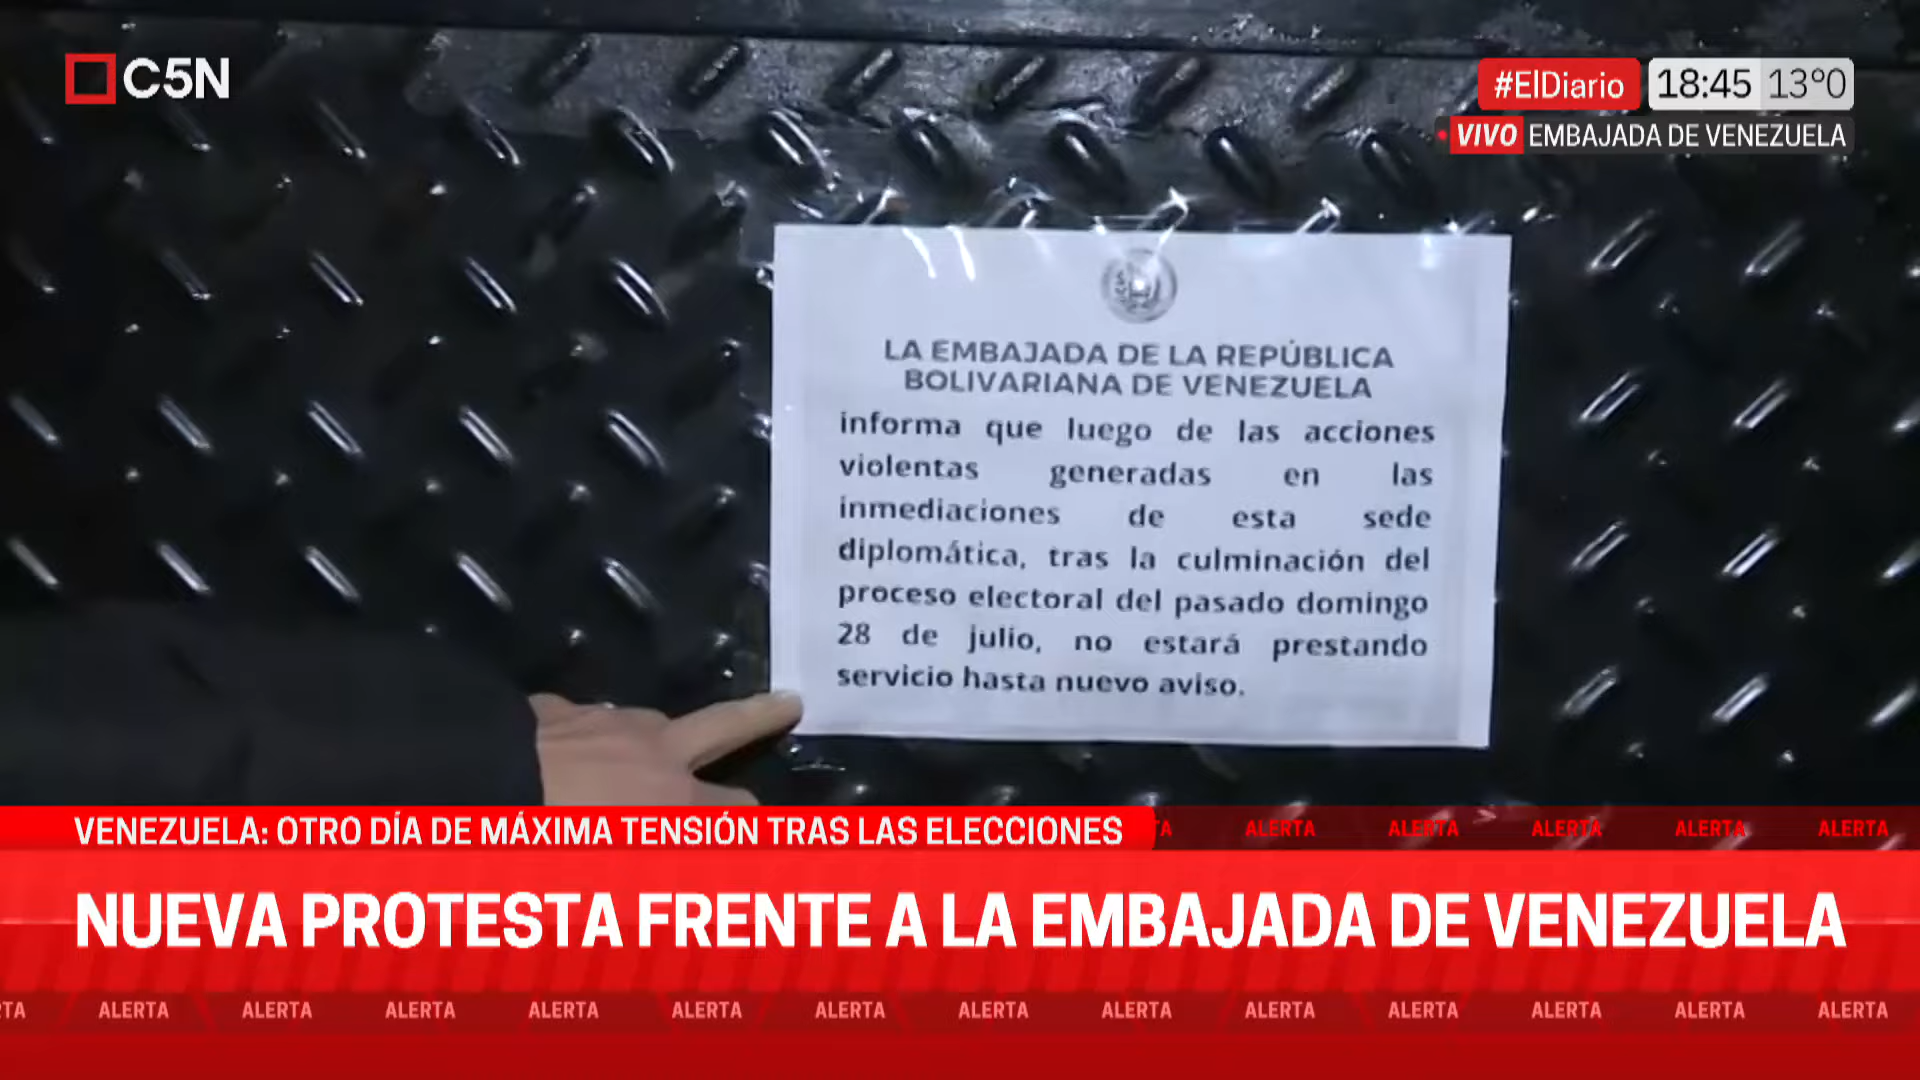 C5N
#ElDiario 18:45 13°0
VIVO EMBAJADA DE VENEZUELA
LA EMBAJADA DE LA REPÚBLICA
BOLIVARIANA DE VENEZUELA
informa que luego de las acciones
violentas generadas en las
inmediaciones de esta sede
diplomática, tras la culminación del
proceso electoral del pasado domingo
28 de julio, no estará prestando
servicio hasta nuevo aviso.
VENEZUELA: OTRO DÍA DE MÁXIMA TENSIÓN TRAS LAS ELECCIONES
TA ALERTA ALERTA ALERTA ALERTA ALERTA
NUEVA PROTESTA FRENTE A LA EMBAJADA DE VENEZUELA
TA ALERTA ALERTA ALERTA ALERTA ALERTA ALERTA ALERTA ALERTA ALERTA ALERTA ALERTA ALERTA ALERTA